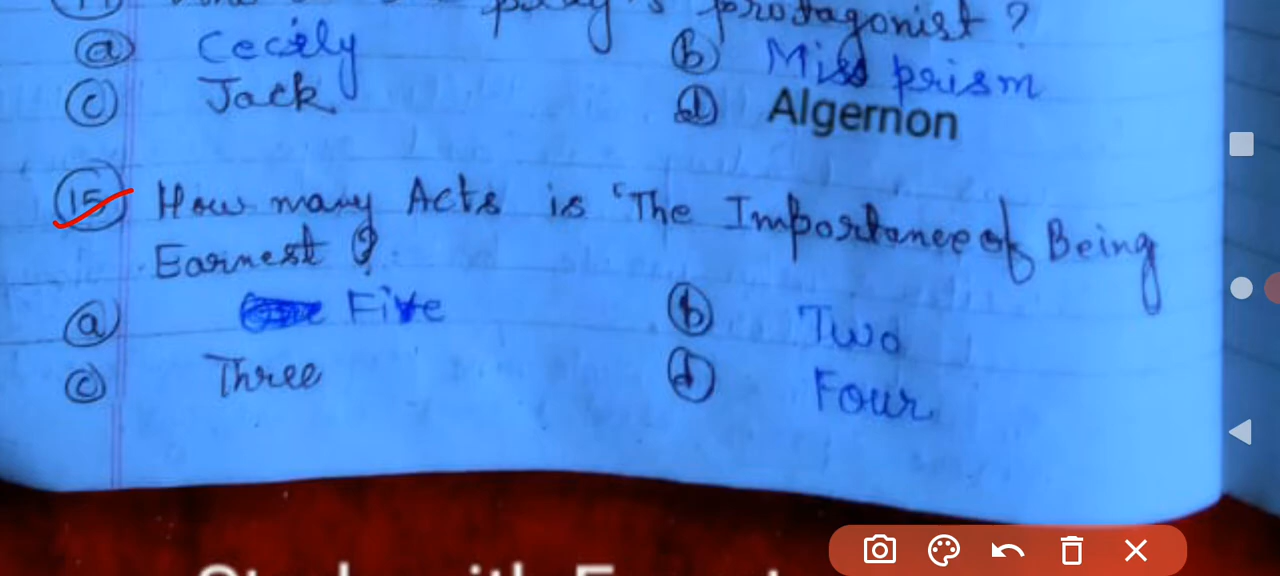 protagonist ?
ⓐ Cecily ⓑ Miss prism
ⓒ Jack ⓓ Algernon
15 How many Acts is 'The Importance of Being
Earnest ?
ⓐ Five ⓑ Two
ⓒ Three ⓓ Four